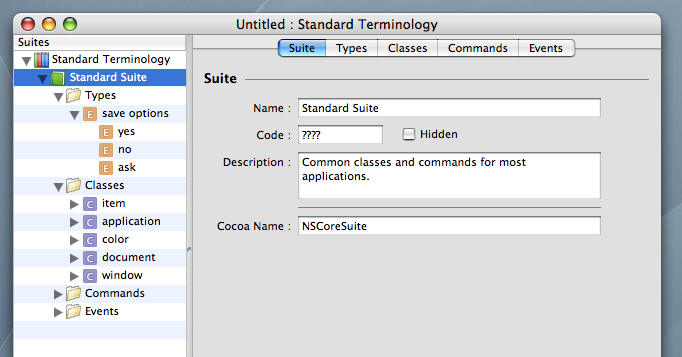 Untitled : Standard Terminology
Suites
Standard Terminology
Standard Suite
Types
E save options
E yes
E no
E ask
Classes
C item
C application
C color
C document
C window
Commands
Events
Suite Types Classes Commands Events
Suite
Name : Standard Suite
Code : ???? Hidden
Description : Common classes and commands for most
applications.
Cocoa Name : NSCoreSuite